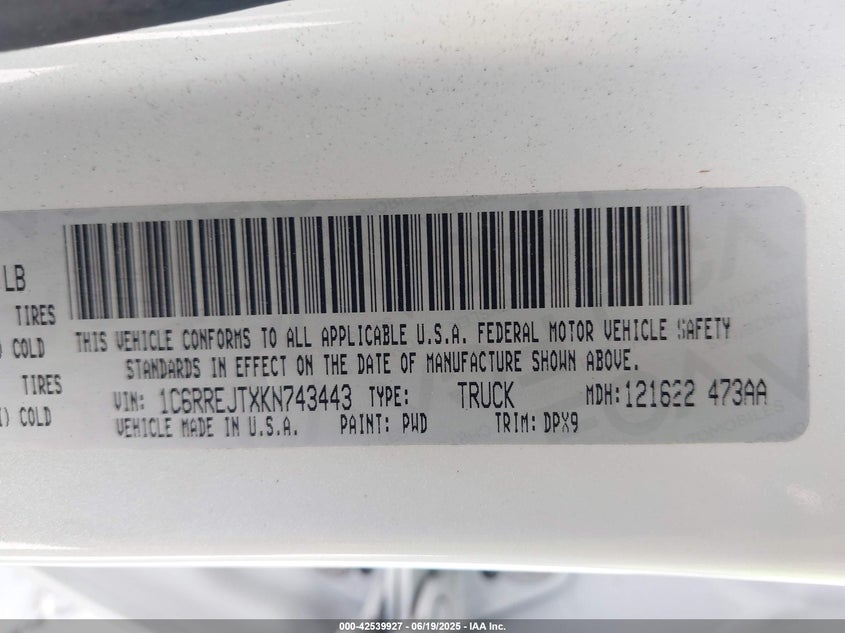 LB
TIRES
) COLD
TIRES
I) COLD
THIS VEHICLE CONFORMS TO ALL APPLICABLE U.S.A. FEDERAL MOTOR VEHICLE SAFETY
STANDARDS IN EFFECT ON THE DATE OF MANUFACTURE SHOWN ABOVE.
VIN: 1C6RREJTXKN743443 TYPE: TRUCK MDH: 121622 473AA
VEHICLE MADE IN U.S.A. PAINT: PWD TRIM: DPX9
000-42539927 - 06/19/2025 - IAA Inc.